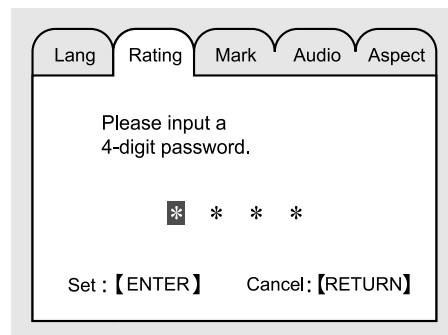 Lang Rating Mark Audio Aspect
Please input a
4-digit password.
* * * *
Set :【ENTER】 Cancel:【RETURN】